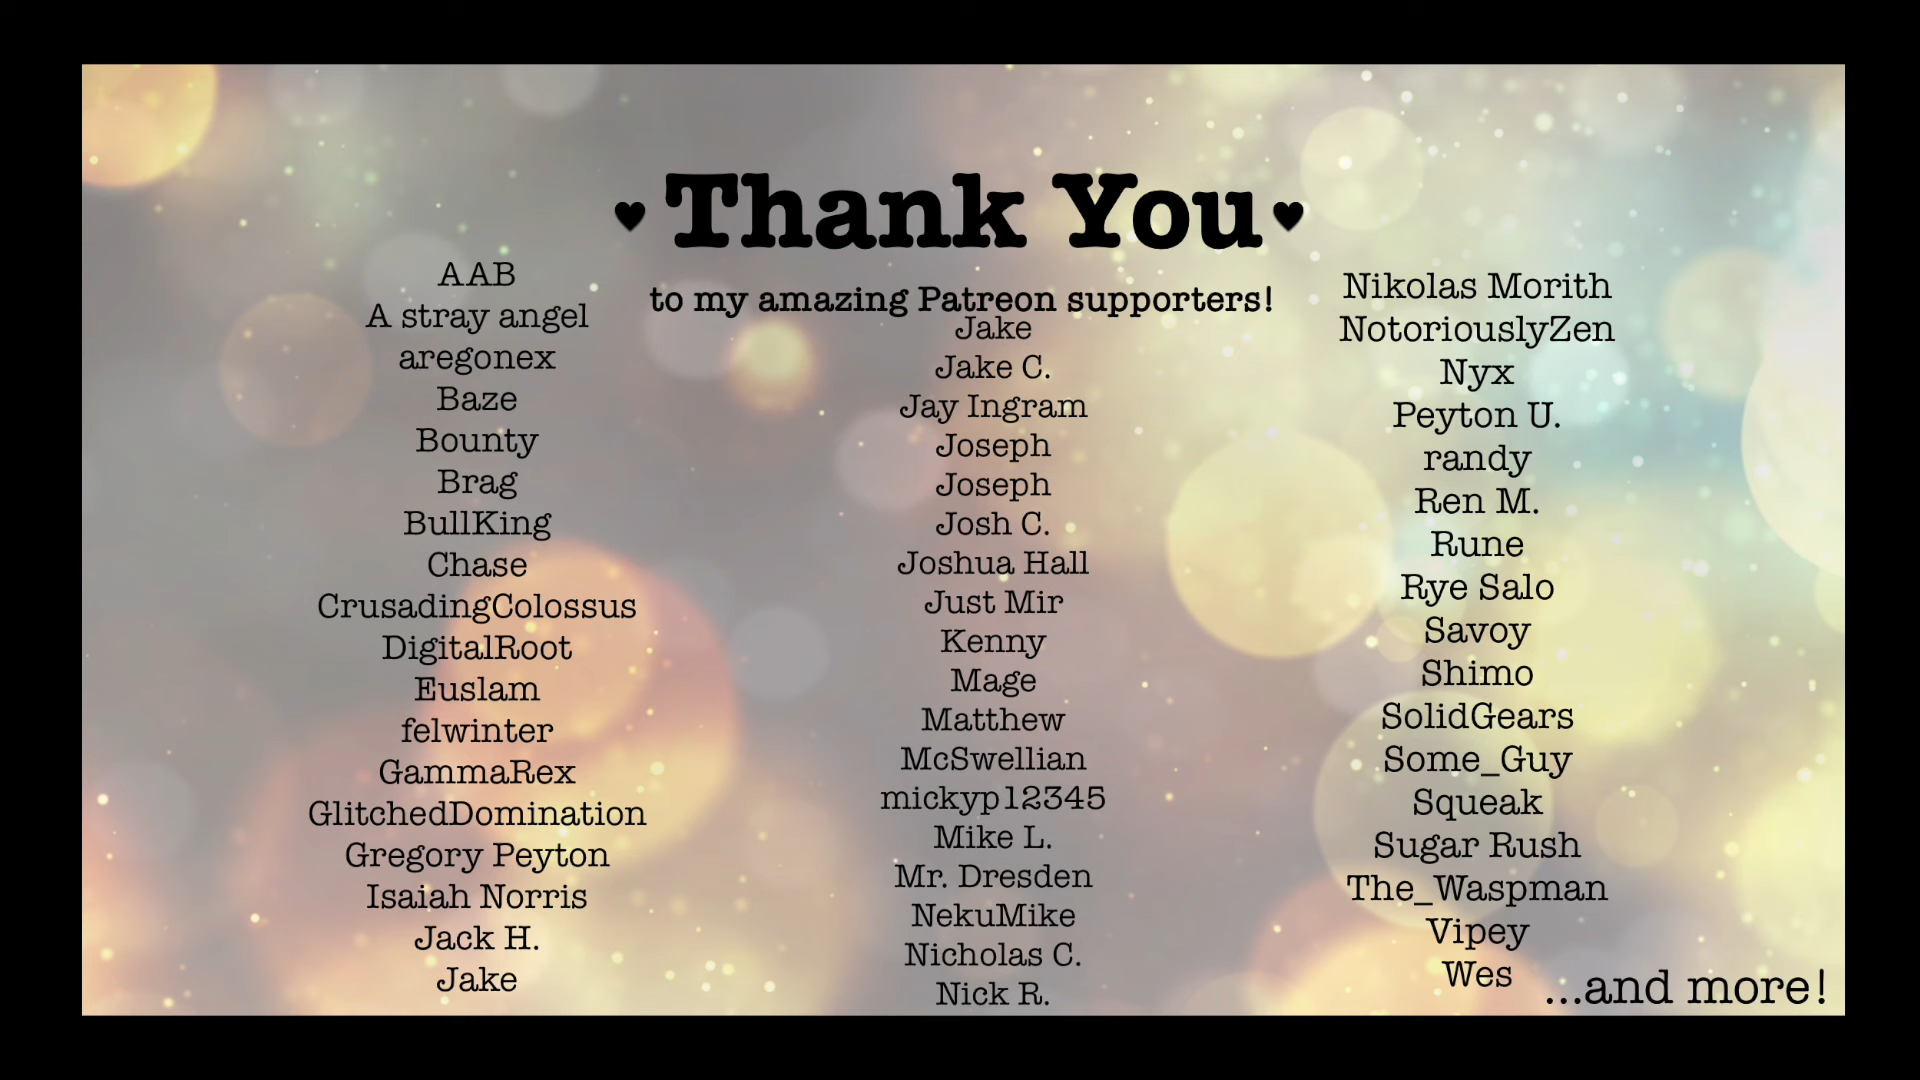 Thank You
to my amazing Patreon supporters!
AAB
A stray angel
aregonex
Baze
Bounty
Brag
BullKing
Chase
CrusadingColossus
DigitalRoot
Euslam
felwinter
GammaRex
GlitchedDomination
Gregory Peyton
Isaiah Norris
Jack H.
Jake
Jake
Jake C.
Jay Ingram
Joseph
Joseph
Josh C.
Joshua Hall
Just Mir
Kenny
Mage
Matthew
McSwellian
mickyp12345
Mike L.
Mr. Dresden
NekuMike
Nicholas C.
Nick R.
Nikolas Morith
NotoriouslyZen
Nyx
Peyton U.
randy
Ren M.
Rune
Rye Salo
Savoy
Shimo
SolidGears
Some_Guy
Squeak
Sugar Rush
The_Waspman
Vipey
Wes
...and more!